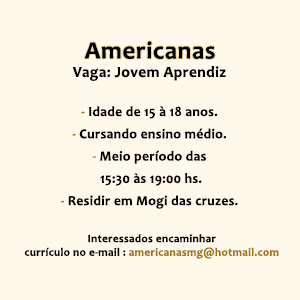 Americanas
Vaga: Jovem Aprendiz
- Idade de 15 à 18 anos.
- Cursando ensino médio.
- Meio período das
15:30 às 19:00 hs.
- Residir em Mogi das cruzes.
Interessados encaminhar
currículo no e-mail : americanasmg@hotmail.com